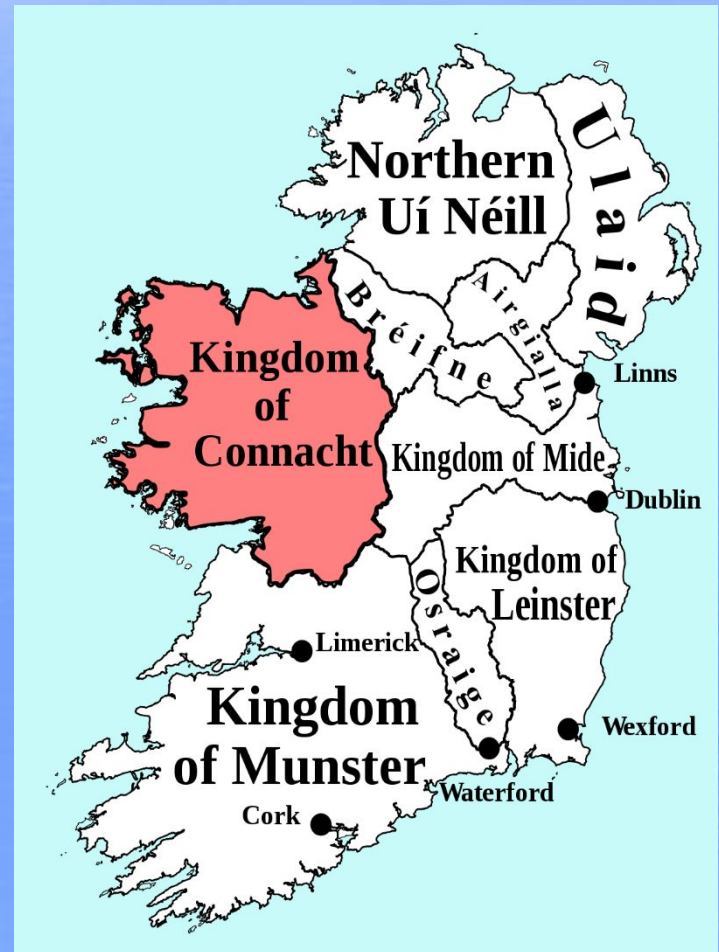 Northern
Uí Néill
Ulaid
Airgialla
Bréifne
Linns
Kingdom
of
Connacht
Kingdom of Mide
Dublin
Kingdom of
Leinster
Osraige
Limerick
Kingdom
of Munster
Wexford
Waterford
Cork